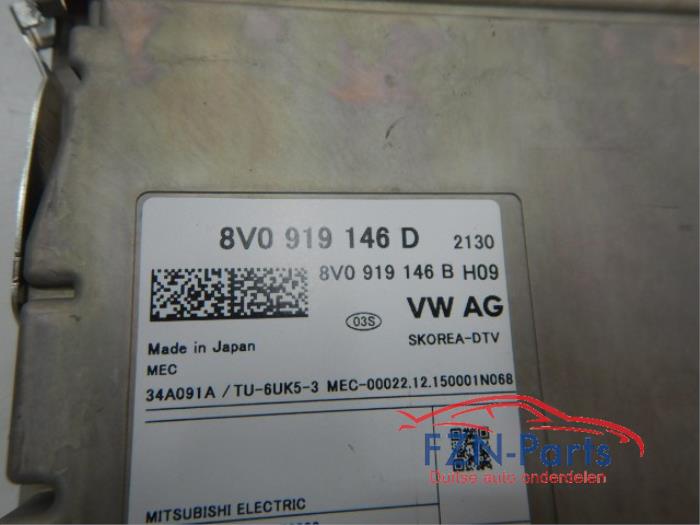 8V0 919 146 D 2130
8V0 919 146 B H09
03S
VW AG
Made in Japan
SKOREA-DTV
MEC
34A091A / TU-6UK5-3 MEC-00022.12.150001N068
MITSUBISHI ELECTRIC
FZN-Parts
Duitse auto onderdelen